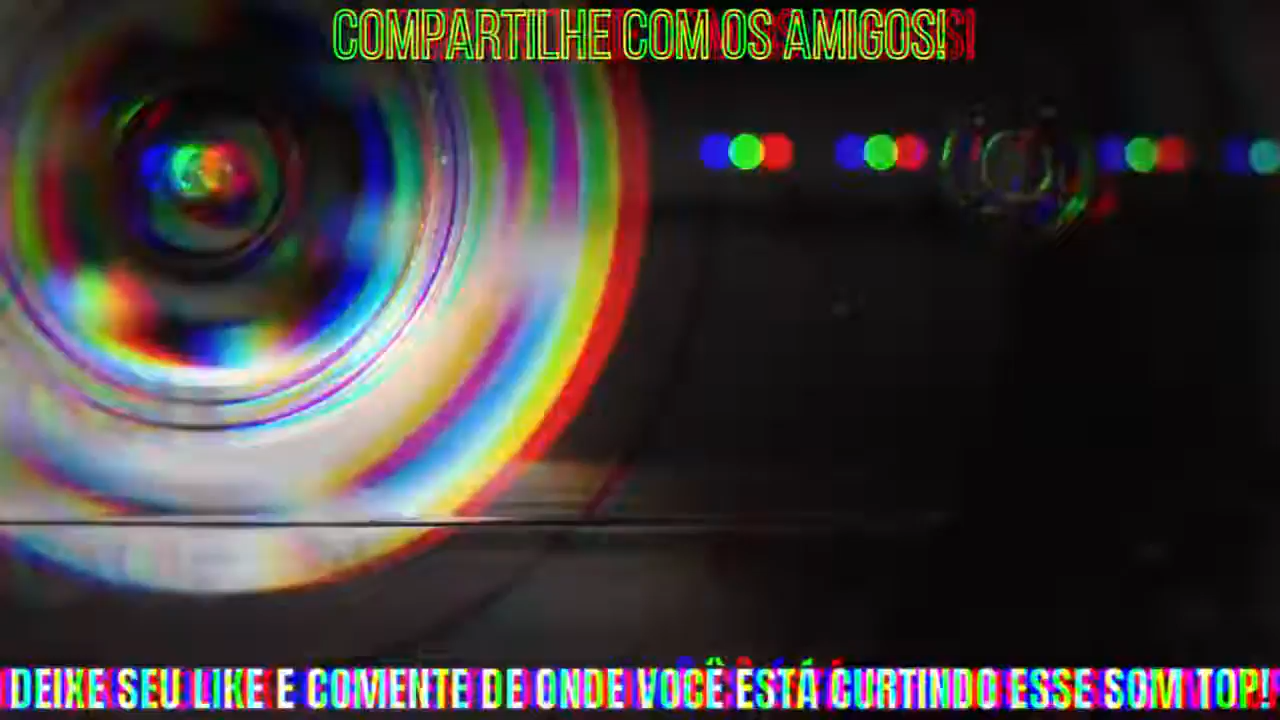 COMPARTILHE COM OS AMIGOS!
DEIXE SEU LIKE E COMENTE DE ONDE VOCÊ ESTÁ CURTINDO ESSE SOM TOP!!